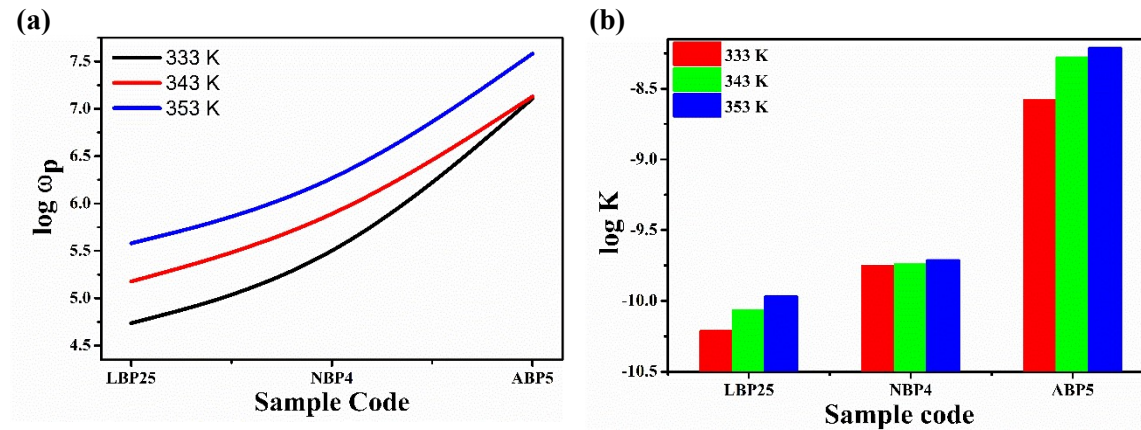 (a)
log ωp
7.5
7.0
6.5
6.0
5.5
5.0
4.5
333 K
343 K
353 K
LBP25 NBP4 ABP5
Sample Code
(b)
log K
-8.5
-9.0
-9.5
-10.0
-10.5
333 K
343 K
353 K
LBP25 NBP4 ABP5
Sample code